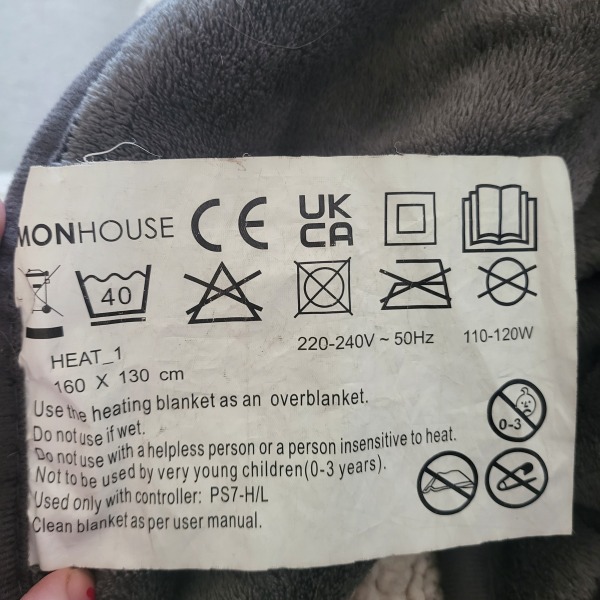 MONHOUSE CE UK CA
40
220-240V ~ 50Hz 110-120W
HEAT_1
160 X 130 cm
Use the heating blanket as an overblanket.
Do not use if wet.
Do not use with a helpless person or a person insensitive to heat.
Not to be used by very young children(0-3 years).
Used only with controller: PS7-H/L
Clean blanket as per user manual.
0-3